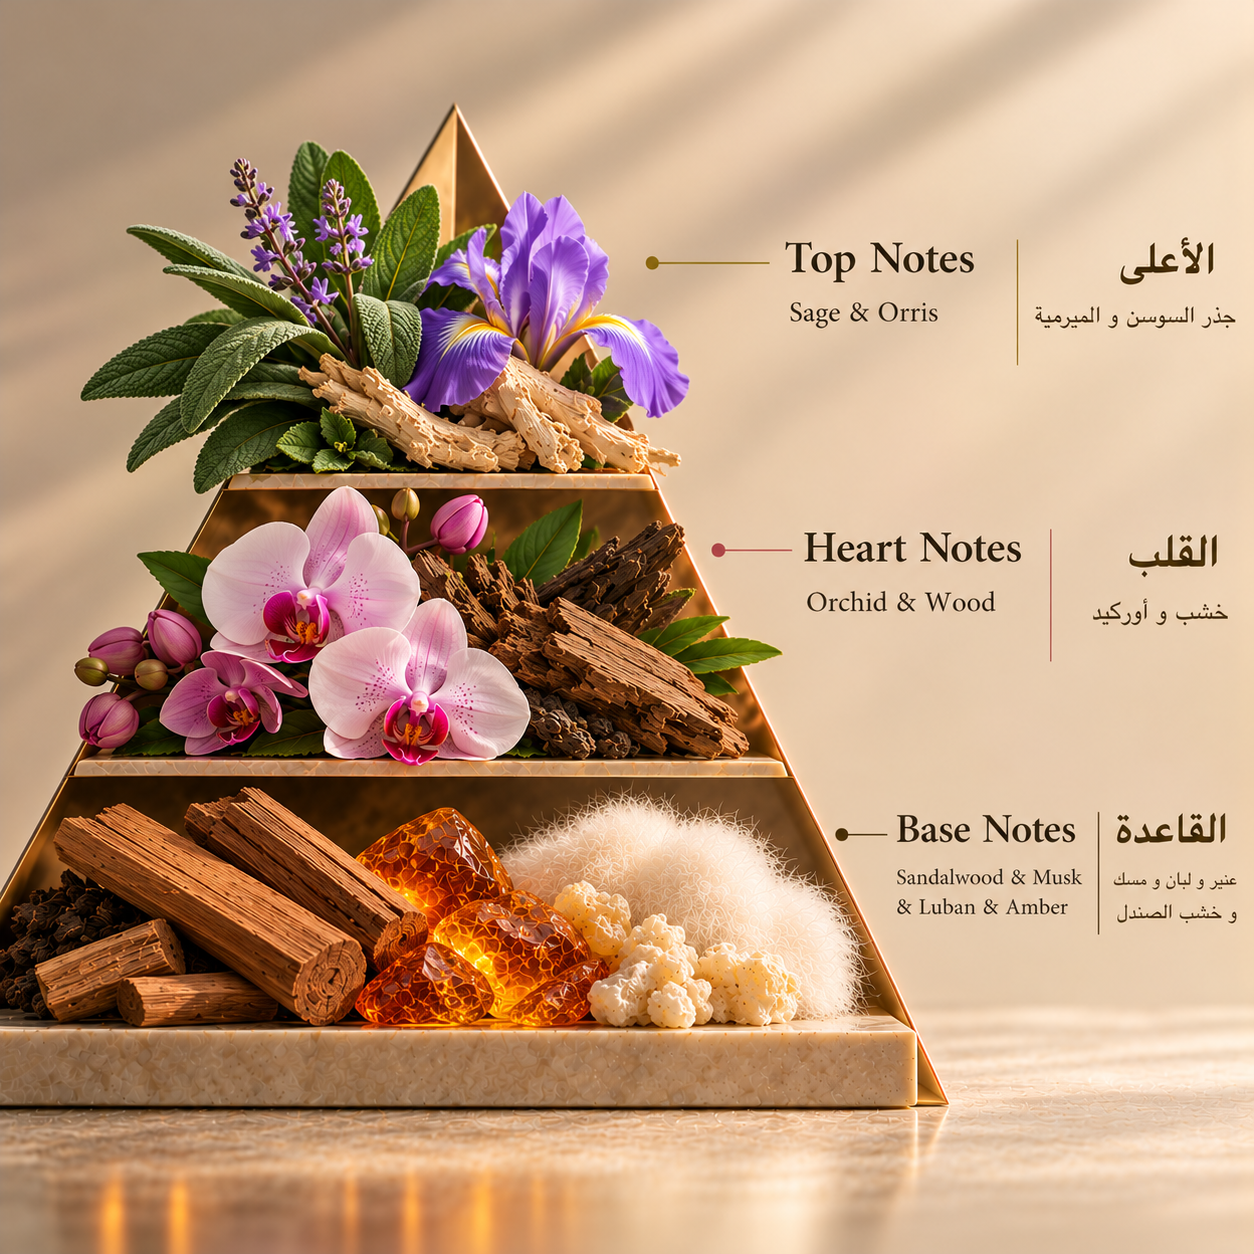 Top Notes
Sage & Orris
الأعلى
جذر السوسن و الميرمية
Heart Notes
Orchid & Wood
القلب
خشب و أوركيد
Base Notes
Sandalwood & Musk
& Luban & Amber
القاعدة
عنبر و لبان و مسك
و خشب الصندل